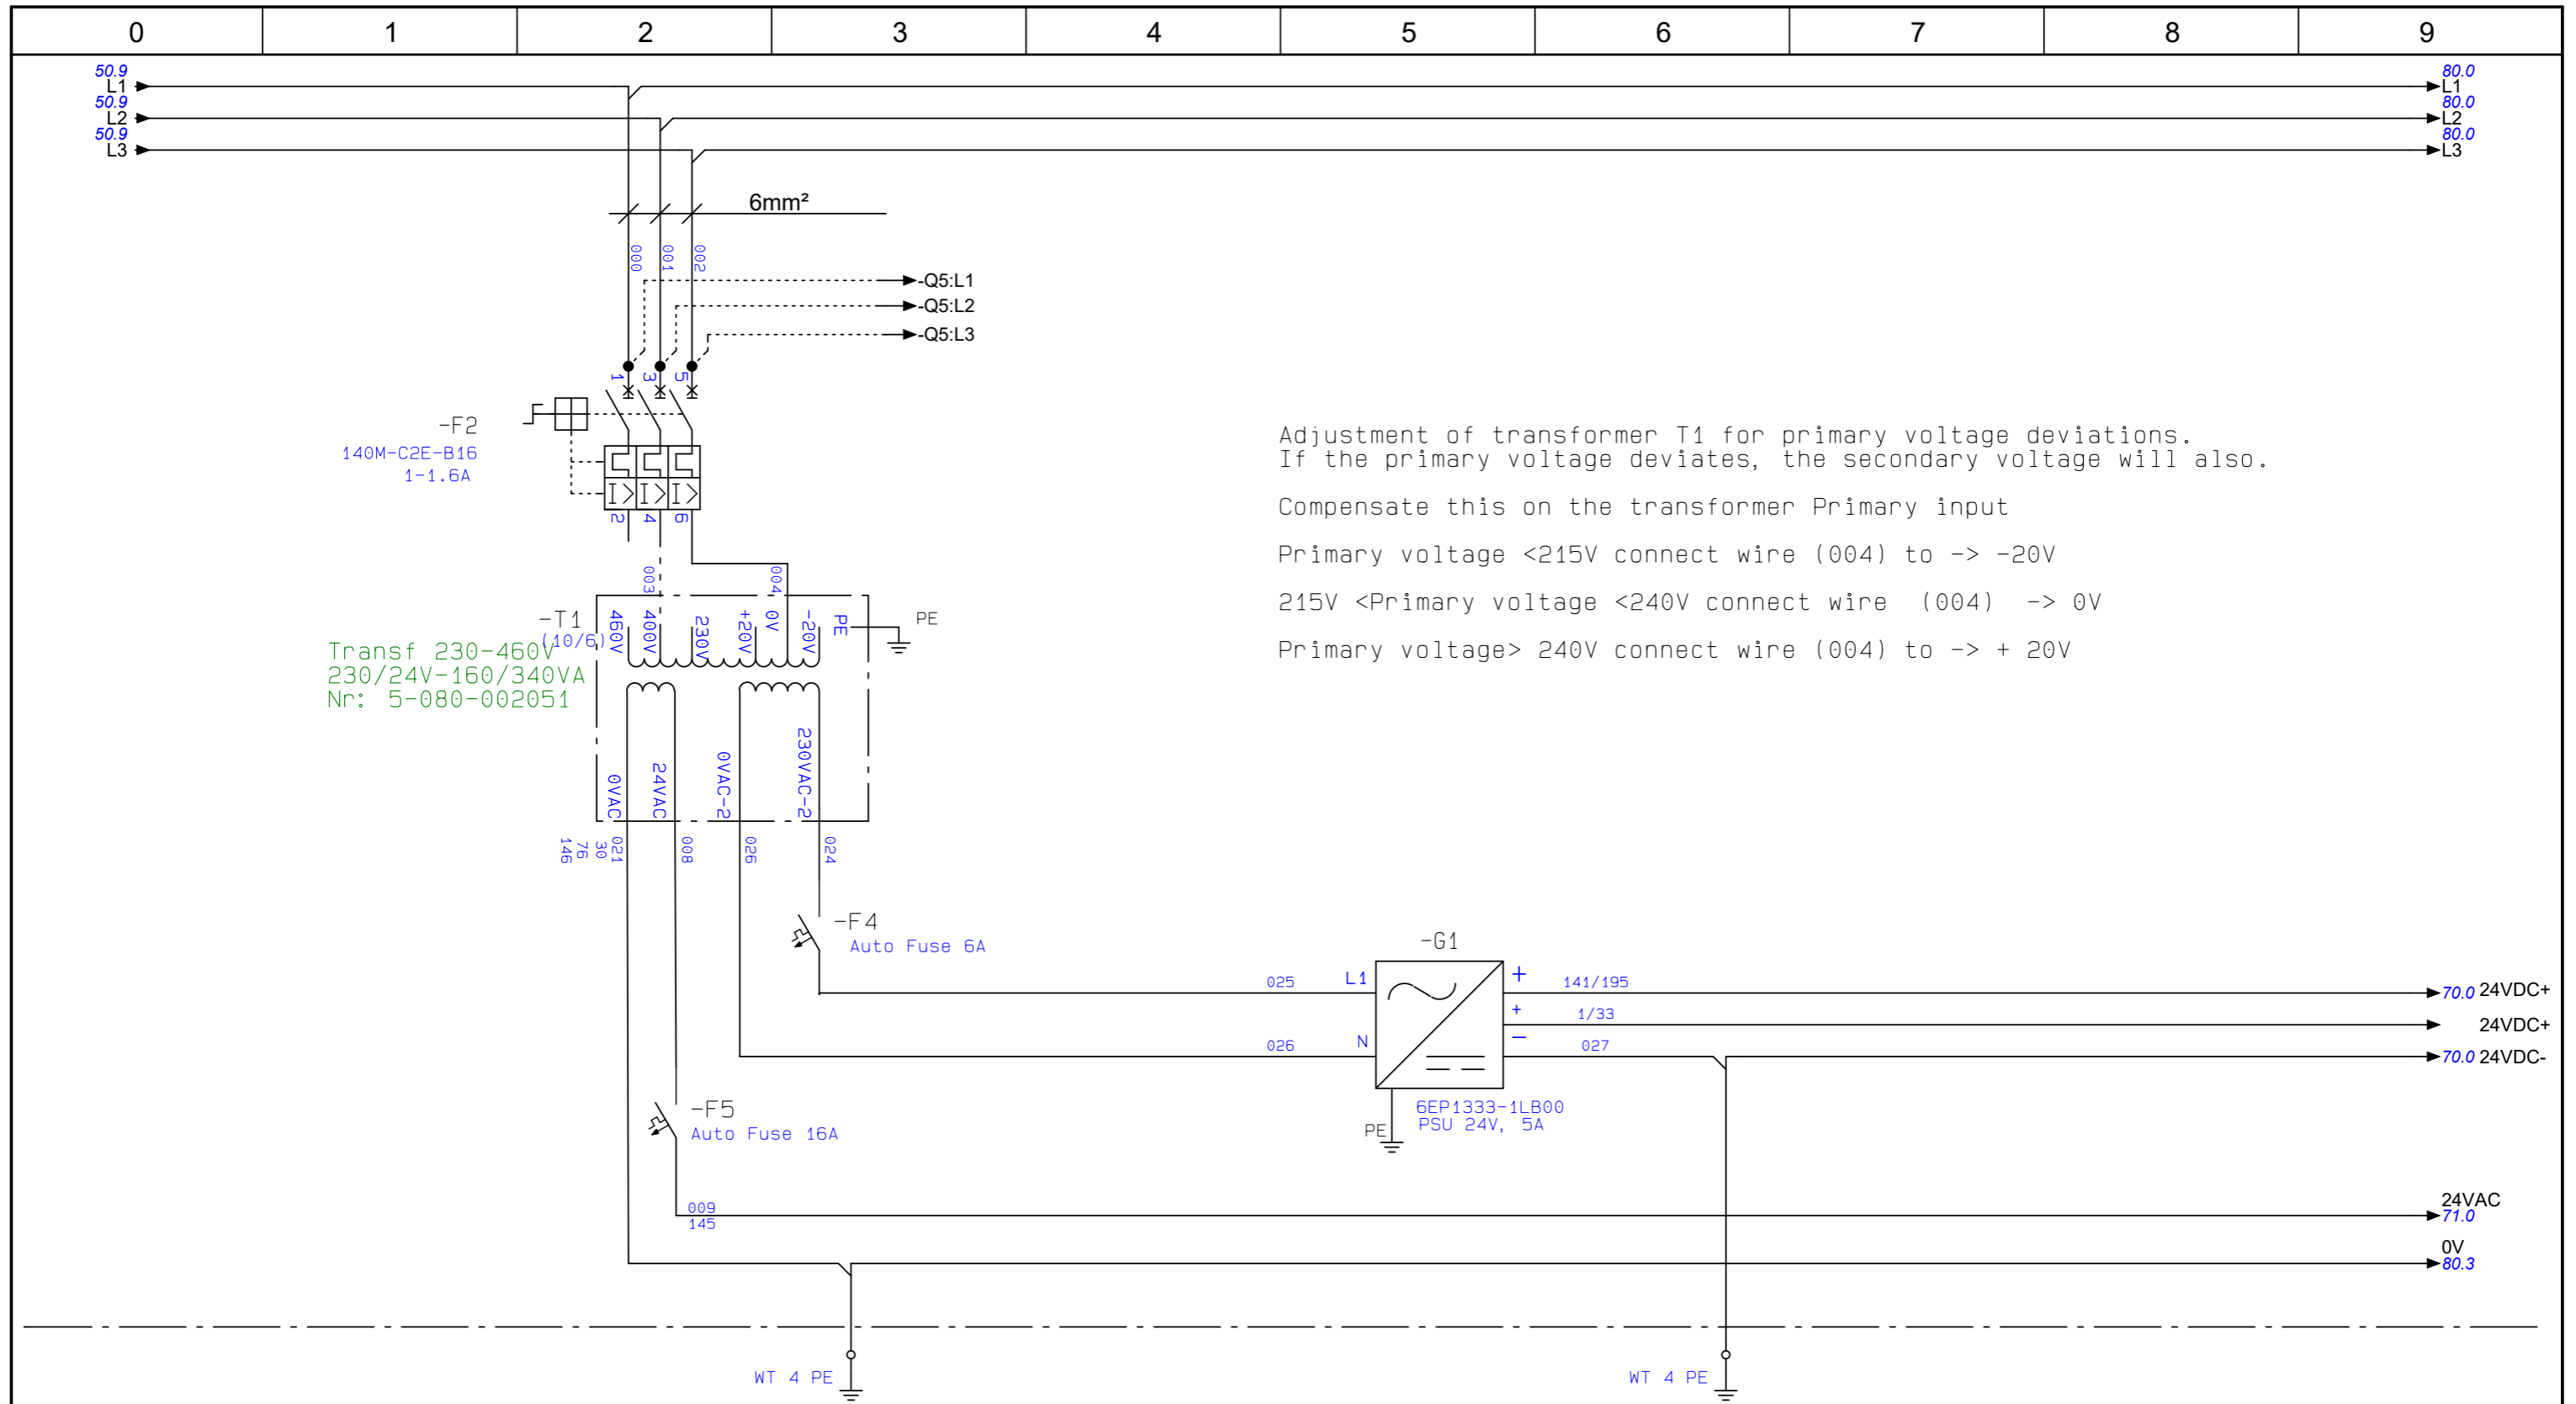 0 1 2 3 4 5 6 7 8 9
50.9
L1
50.9
L2
50.9
L3
80.0
L1
80.0
L2
80.0
L3
6mm²
000
001
002
-Q5:L1
-Q5:L2
-Q5:L3
1
3
5
-F2
140M-C2E-B16
1-1.6A
I>
I>
I>
2
4
6
Adjustment of transformer T1 for primary voltage deviations.
If the primary voltage deviates, the secondary voltage will also.
Compensate this on the transformer Primary input
Primary voltage <215V connect wire (004) to -> -20V
215V <Primary voltage <240V connect wire (004) -> 0V
Primary voltage> 240V connect wire (004) to -> + 20V
003
004
-T1
(10/6)
460V
400V
230V
+20V
0V
-20V
PE
PE
Transf 230-460V
230/24V-160/340VA
Nr: 5-080-002051
0VAC
24VAC
0VAC-2
230VAC-2
146
76
30
021
008
026
024
-F4
Auto Fuse 6A
-G1
025
L1
+
141/195
70.0 24VDC+
+
1/33
24VDC+
026
N
-
027
70.0 24VDC-
6EP1333-1LB00
PSU 24V, 5A
PE
-F5
Auto Fuse 16A
009
145
24VAC
71.0
0V
80.3
WT 4 PE
WT 4 PE